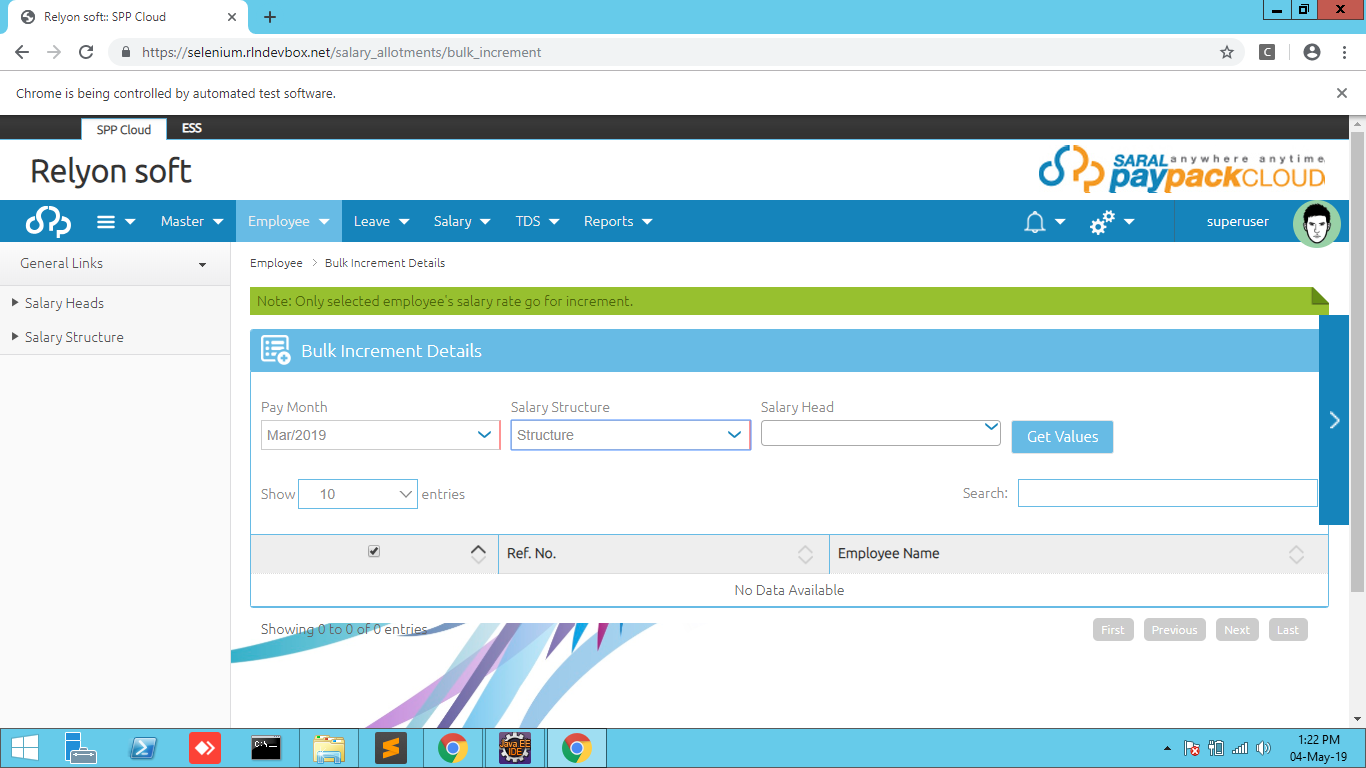 Relyon soft:: SPP Cloud
https://selenium.rlndevbox.net/salary_allotments/bulk_increment
C
Chrome is being controlled by automated test software.
SPP Cloud ESS
Relyon soft
SARAL anywhere anytime
paypackCLOUD
Master Employee Leave Salary TDS Reports superuser
General Links
Salary Heads
Salary Structure
Employee > Bulk Increment Details
Note: Only selected employee's salary rate go for increment.
Bulk Increment Details
Pay Month Salary Structure Salary Head
Mar/2019 Structure Get Values
Show 10 entries Search:
Ref. No. Employee Name
No Data Available
Showing 0 to 0 of 0 entries First Previous Next Last
C:\_
Java EE
IDE
1:22 PM
04-May-19